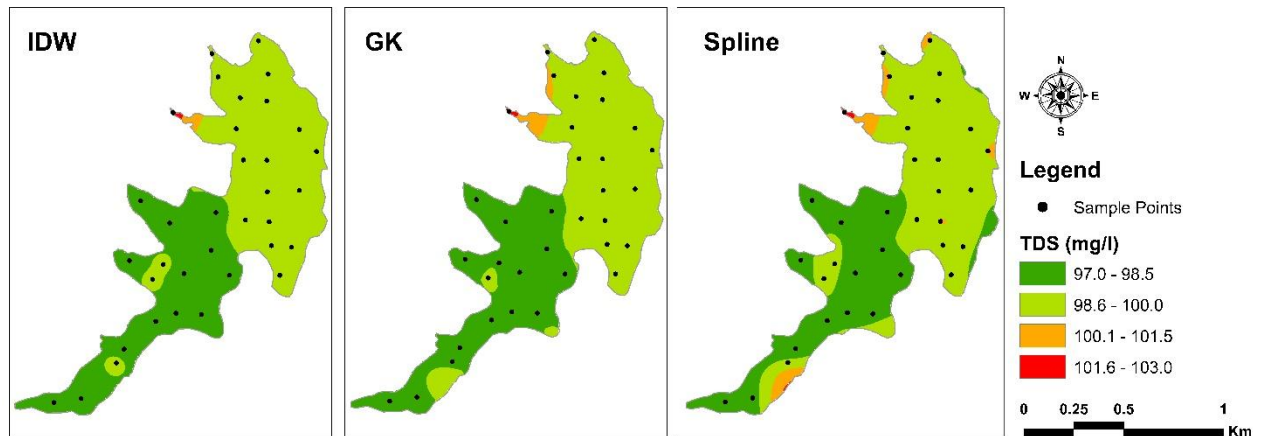 IDW
GK
Spline
N
W E
S
Legend
Sample Points
TDS (mg/l)
97.0 - 98.5
98.6 - 100.0
100.1 - 101.5
101.6 - 103.0
0 0.25 0.5 1
Km